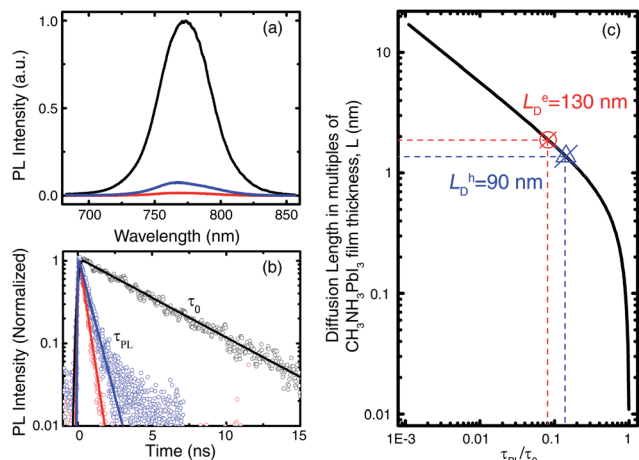 (a)
PL Intensity (a.u.)
1.0
0.5
0.0
700
750
800
850
Wavelength (nm)
(b)
PL Intensity (Normalized)
1
0.1
0.01
τ₀
τPL
0
5
10
15
Time (ns)
(c)
Diffusion Length in multiples of
CH₃NH₃PbI₃ film thickness, L (nm)
10
1
0.1
0.01
L_Dᵉ=130 nm
L_Dʰ=90 nm
1E-3
0.01
0.1
1
τPL/τ₀